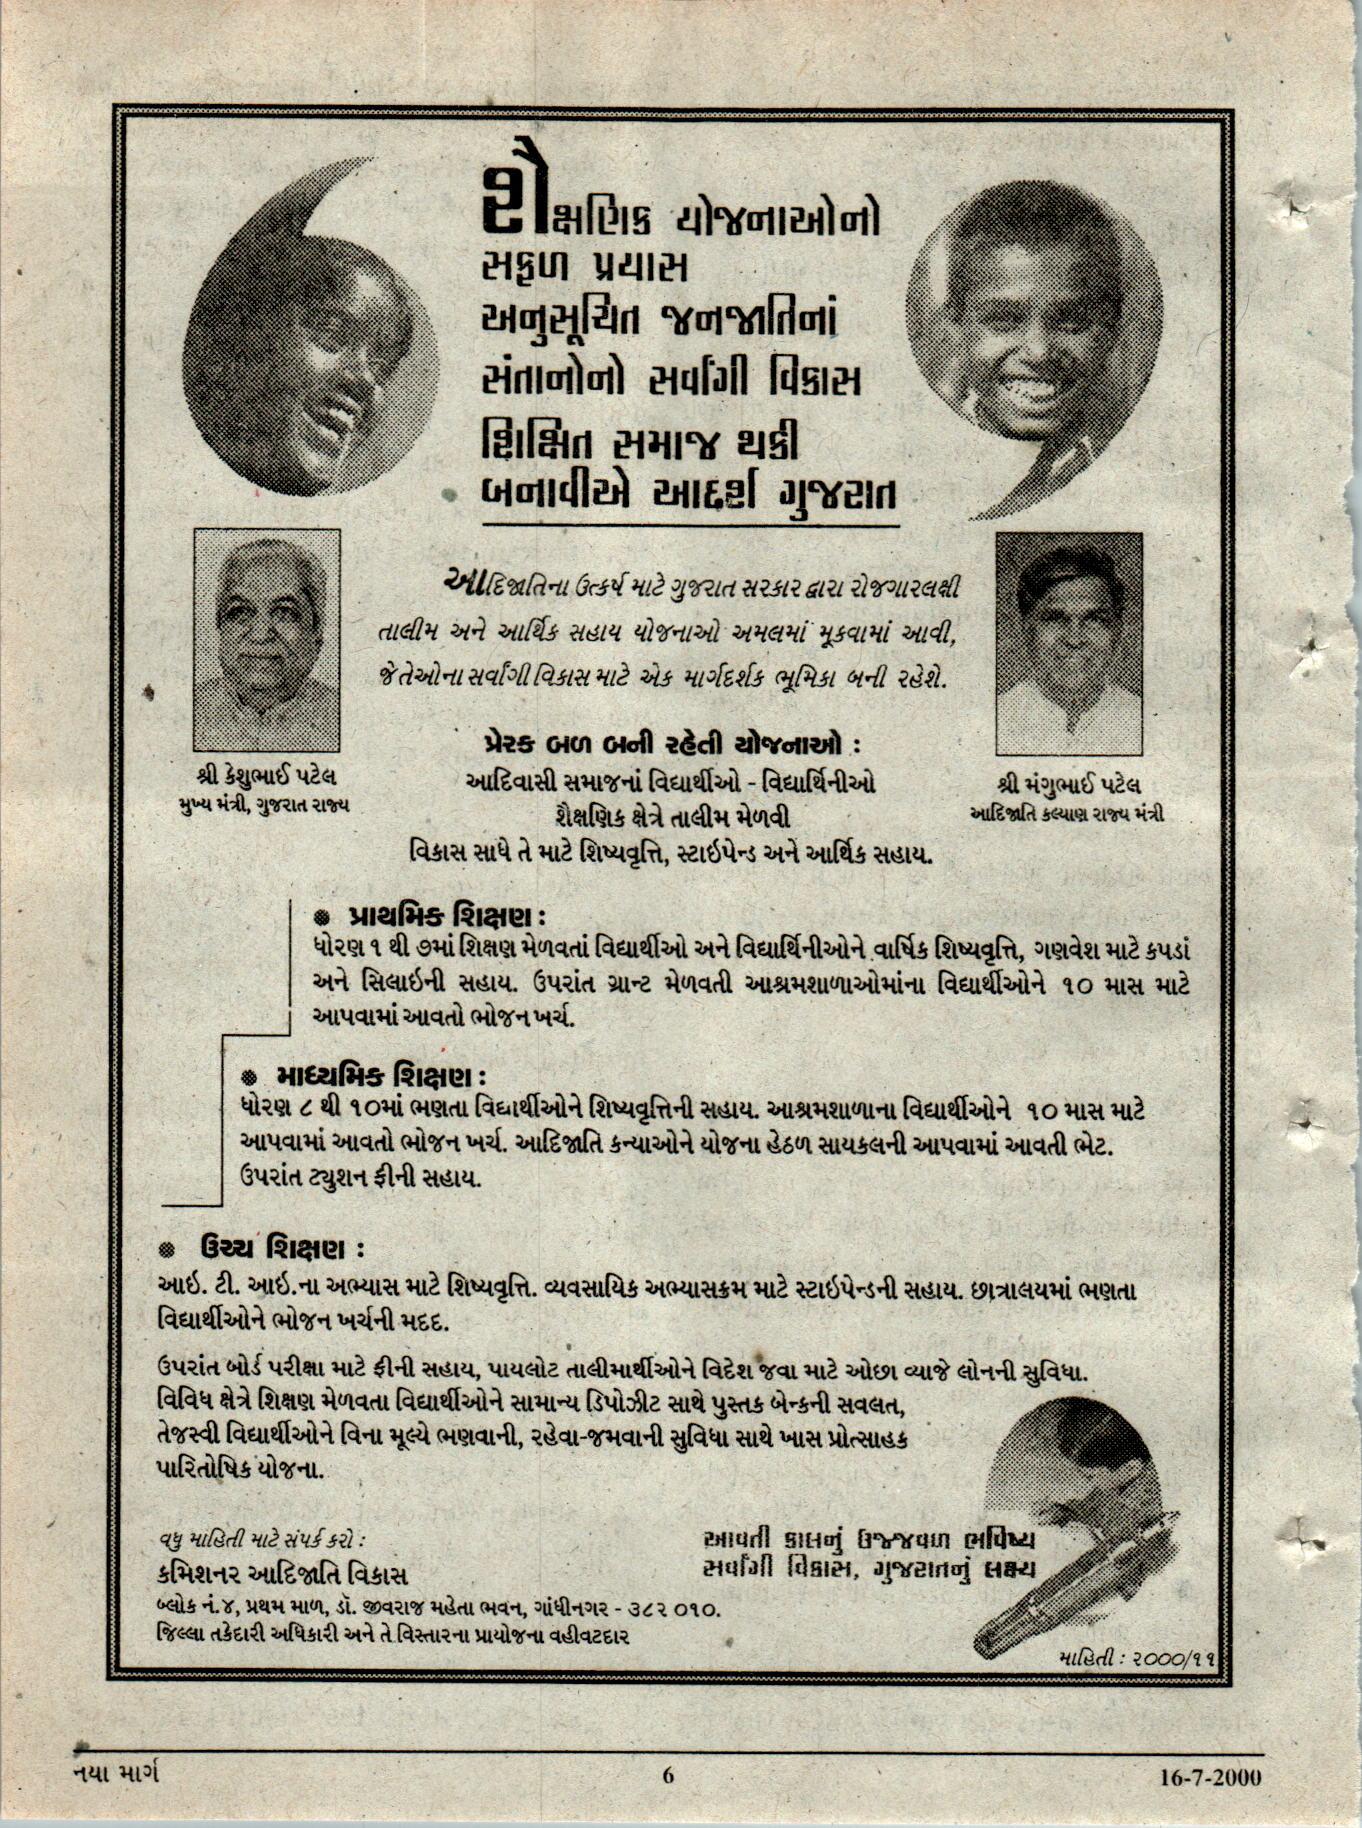 શૈક્ષણિક યોજનાઓનો
સફળ પ્રયાસ
અનુસૂચિત જનજાતિનાં
સંતાનોનો સર્વાંગી વિકાસ
શિક્ષિત સમાજ થકી
બનાવીએ આદર્શ ગુજરાત
આદિજાતિના ઉત્કર્ષ માટે ગુજરાત સરકાર દ્વારા રોજગારલક્ષી
તાલીમ અને આર્થિક સહાય યોજનાઓ અમલમાં મૂકવામાં આવી,
જે તેઓના સર્વાંગી વિકાસ માટે એક માર્ગદર્શક ભૂમિકા બની રહેશે.
શ્રી કેશુભાઈ પટેલ
મુખ્ય મંત્રી, ગુજરાત રાજ્ય
શ્રી મંગુભાઈ પટેલ
આદિજાતિ કલ્યાણ રાજ્ય મંત્રી
પ્રેરક બળ બની રહેતી યોજનાઓ :
આદિવાસી સમાજનાં વિદ્યાર્થીઓ - વિદ્યાર્થિનીઓ
શૈક્ષણિક ક્ષેત્રે તાલીમ મેળવી
વિકાસ સાધે તે માટે શિષ્યવૃત્તિ, સ્ટાઇપેન્ડ અને આર્થિક સહાય.
● પ્રાથમિક શિક્ષણ :
ધોરણ ૧ થી ૭માં શિક્ષણ મેળવતાં વિદ્યાર્થીઓ અને વિદ્યાર્થિનીઓને વાર્ષિક શિષ્યવૃત્તિ, ગણવેશ માટે કપડાં
અને સિલાઇની સહાય. ઉપરાંત ગ્રાન્ટ મેળવતી આશ્રમશાળાઓમાંના વિદ્યાર્થીઓને ૧૦ માસ માટે
આપવામાં આવતો ભોજન ખર્ચ.
● માધ્યમિક શિક્ષણ :
ધોરણ ૮ થી ૧૦માં ભણતા વિદ્યાર્થીઓને શિષ્યવૃત્તિની સહાય. આશ્રમશાળાના વિદ્યાર્થીઓને ૧૦ માસ માટે
આપવામાં આવતો ભોજન ખર્ચ. આદિજાતિ કન્યાઓને યોજના હેઠળ સાયકલની આપવામાં આવતી ભેટ.
ઉપરાંત ટ્યુશન ફીની સહાય.
● ઉચ્ચ શિક્ષણ :
આઇ. ટી. આઇ.ના અભ્યાસ માટે શિષ્યવૃત્તિ. વ્યવસાયિક અભ્યાસક્રમ માટે સ્ટાઇપેન્ડની સહાય. છાત્રાલયમાં ભણતા
વિદ્યાર્થીઓને ભોજન ખર્ચની મદદ.
ઉપરાંત બોર્ડ પરીક્ષા માટે ફીની સહાય, પાયલોટ તાલીમાર્થીઓને વિદેશ જવા માટે ઓછા વ્યાજે લોનની સુવિધા.
વિવિધ ક્ષેત્રે શિક્ષણ મેળવતા વિદ્યાર્થીઓને સામાન્ય ડિપોઝીટ સાથે પુસ્તક બેન્કની સવલત,
તેજસ્વી વિદ્યાર્થીઓને વિના મૂલ્યે ભણવાની, રહેવા-જમવાની સુવિધા સાથે ખાસ પ્રોત્સાહક
પારિતોષિક યોજના.
વધુ માહિતી માટે સંપર્ક કરો :
કમિશનર આદિજાતિ વિકાસ
બ્લોક નં.૪, પ્રથમ માળ, ડૉ. જીવરાજ મહેતા ભવન, ગાંધીનગર - ૩૮૨ ૦૧૦.
જિલ્લા તકેદારી અધિકારી અને તે વિસ્તારના પ્રાયોજના વહીવટદાર
આવતી કાલનું ઉજ્જવળ ભવિષ્ય
સર્વાંગી વિકાસ, ગુજરાતનું લક્ષ્ય
માહિતી : ૨૦૦૦/૧૧
નયા માર્ગ
6
16-7-2000